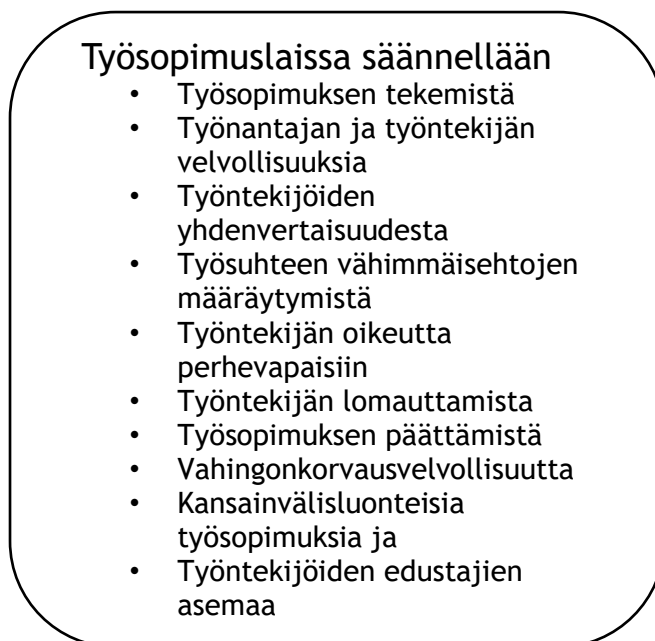 Työsopimuslaissa säännellään
• Työsopimuksen tekemistä
• Työnantajan ja työntekijän
velvollisuuksia
• Työntekijöiden
yhdenvertaisuudesta
• Työsuhteen vähimmäisehtojen
määräytymistä
• Työntekijän oikeutta
perhevapaisiin
• Työntekijän lomauttamista
• Työsopimuksen päättämistä
• Vahingonkorvausvelvollisuutta
• Kansainvälisluonteisia
työsopimuksia ja
• Työntekijöiden edustajien
asemaa